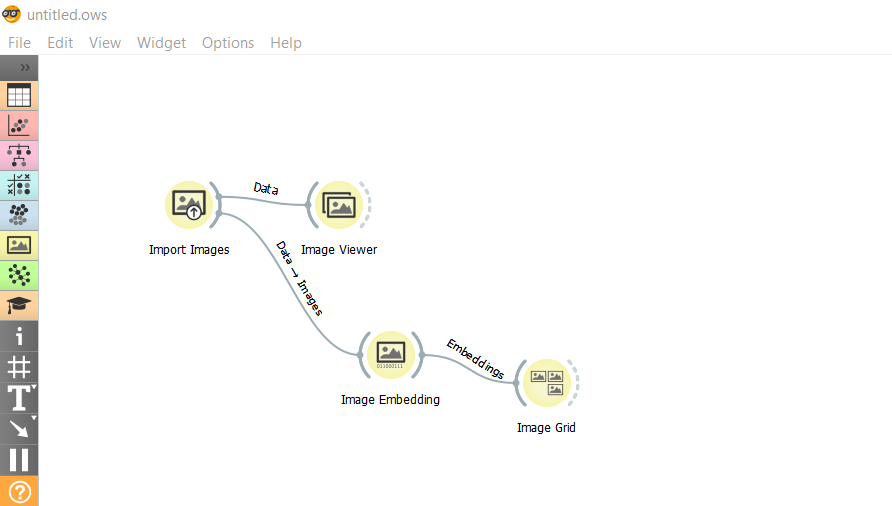 untitled.ows
File Edit View Widget Options Help
»
Data
Import Images
Image Viewer
Data → Images
011000111
Image Embedding
Embeddings
Image Grid
i
T
?